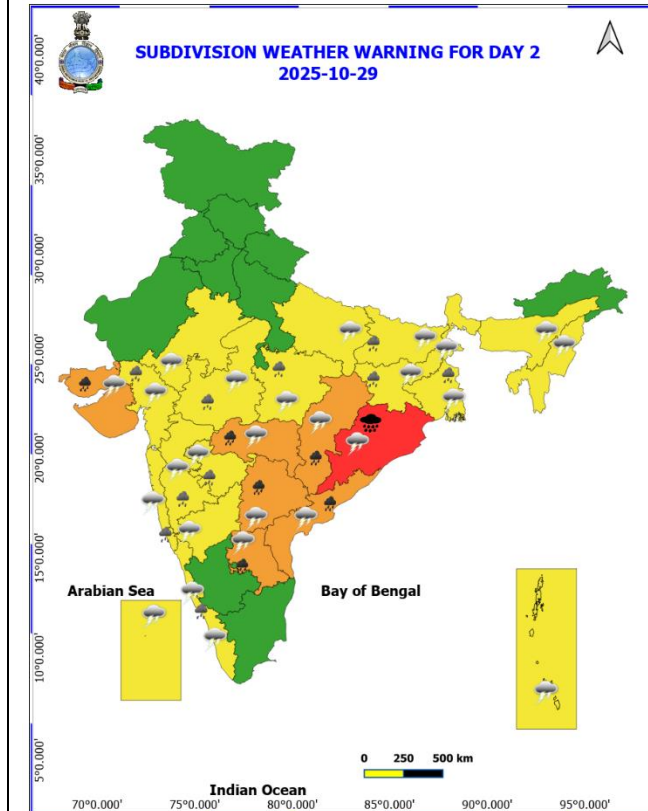 SUBDIVISION WEATHER WARNING FOR DAY 2
2025-10-29
40°0.000'
35°0.000'
30°0.000'
25°0.000'
20°0.000'
15°0.000'
10°0.000'
5°0.000'
Arabian Sea
Bay of Bengal
0 250 500 km
Indian Ocean
70°0.000' 75°0.000' 80°0.000' 85°0.000' 90°0.000' 95°0.000'